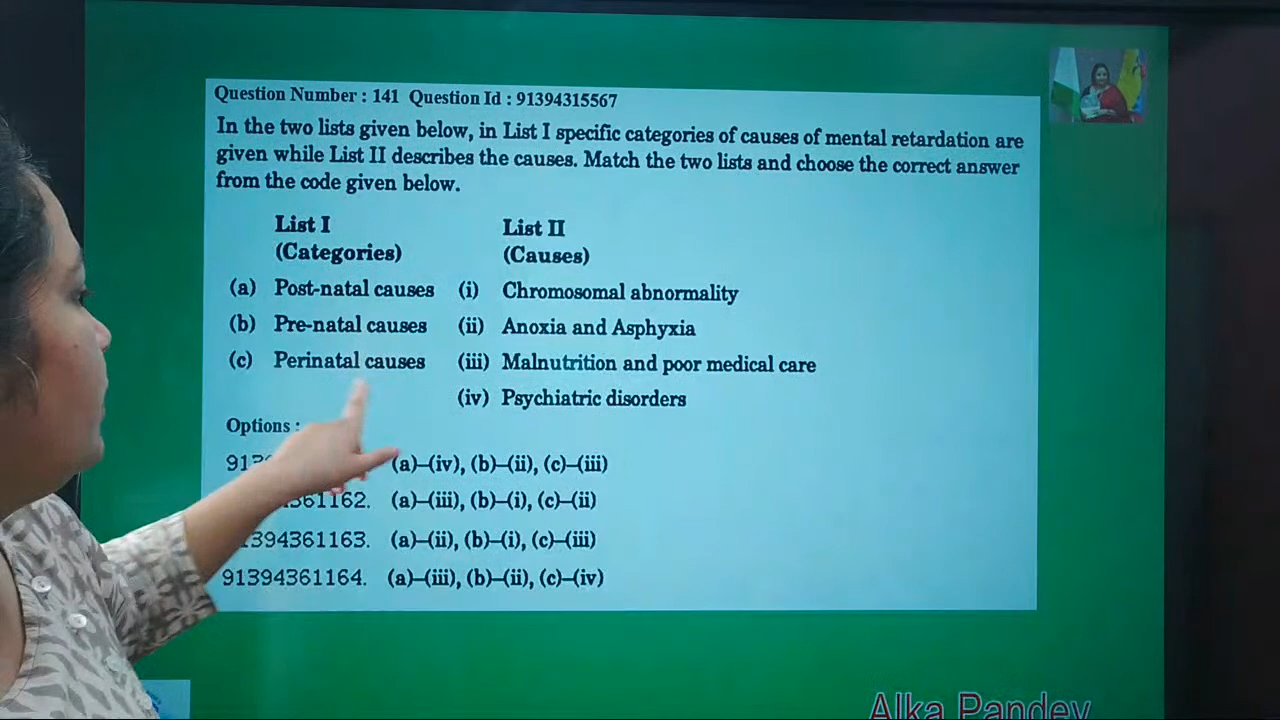 Question Number : 141 Question Id : 91394315567
In the two lists given below, in List I specific categories of causes of mental retardation are
given while List II describes the causes. Match the two lists and choose the correct answer
from the code given below.
List I List II
(Categories) (Causes)
(a) Post-natal causes (i) Chromosomal abnormality
(b) Pre-natal causes (ii) Anoxia and Asphyxia
(c) Perinatal causes (iii) Malnutrition and poor medical care
(iv) Psychiatric disorders
Options :
(a)–(iv), (b)–(ii), (c)–(iii)
(a)–(iii), (b)–(i), (c)–(ii)
(a)–(ii), (b)–(i), (c)–(iii)
91394361164. (a)–(iii), (b)–(ii), (c)–(iv)
Alka Pandey